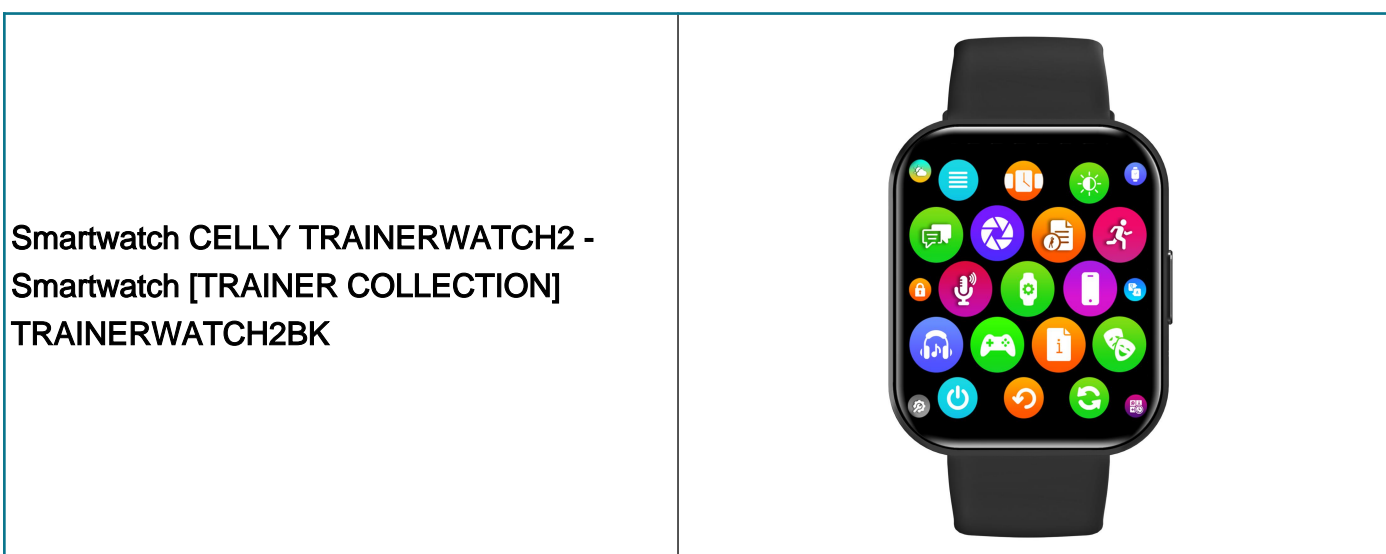 Smartwatch CELLY TRAINERWATCH2 -
Smartwatch [TRAINER COLLECTION]
TRAINERWATCH2BK